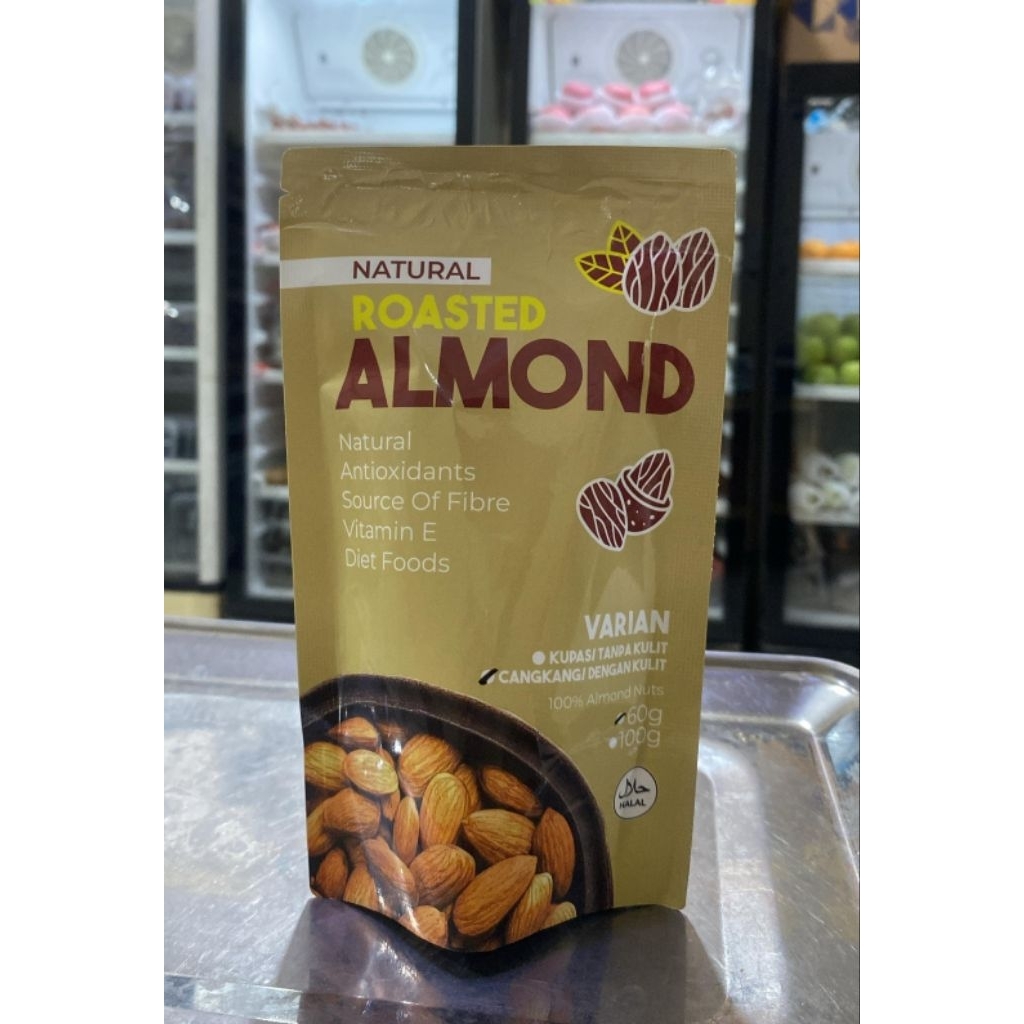 NATURAL
ROASTED
ALMOND
Natural
Antioxidants
Source Of Fibre
Vitamin E
Diet Foods
VARIAN
KUPAS/ TANPA KULIT
CANGKANG/ DENGAN KULIT
100% Almond Nuts
60g
100g
حلال
HALAL